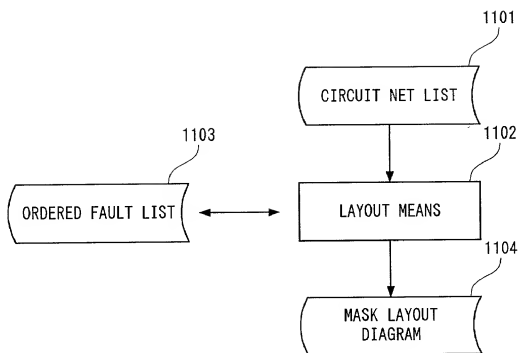 1101
CIRCUIT NET LIST
1103
1102
ORDERED FAULT LIST
LAYOUT MEANS
1104
MASK LAYOUT
DIAGRAM